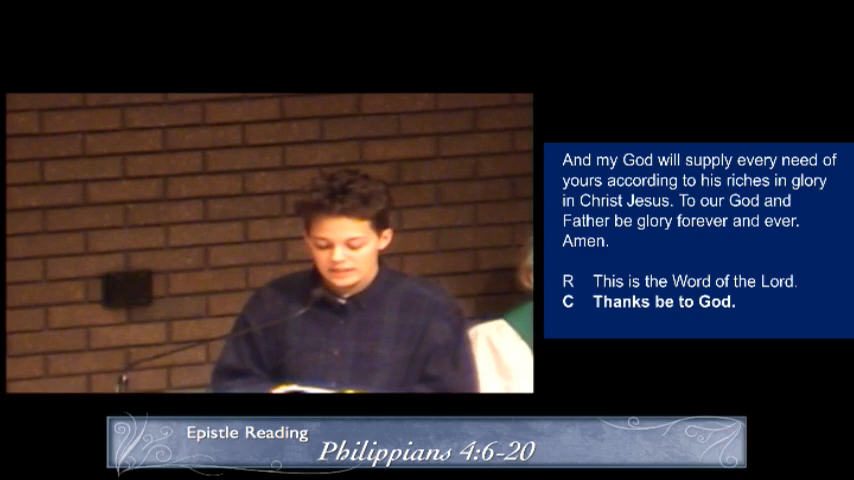 And my God will supply every need of
yours according to his riches in glory
in Christ Jesus. To our God and
Father be glory forever and ever.
Amen.
R This is the Word of the Lord.
C Thanks be to God.
Epistle Reading
Philippians 4:6-20